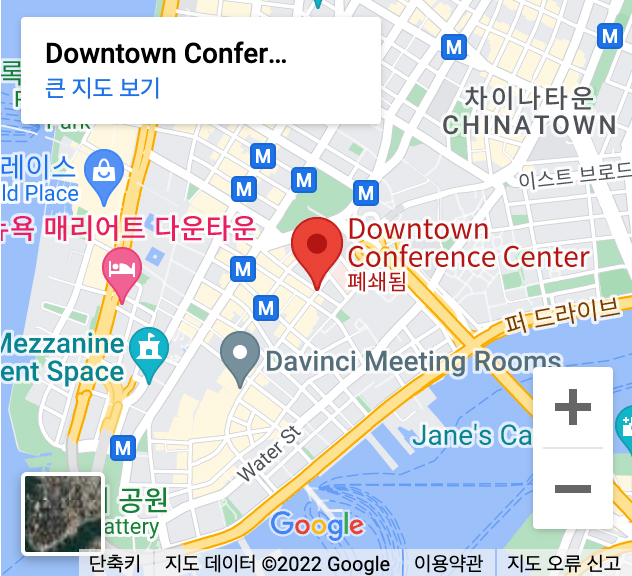 Downtown Confer...
큰 지도 보기
Park
차이나타운
CHINATOWN
레이스
ld Place
이스트 브로드
뉴욕 매리어트 다운타운
Downtown
Conference Center
폐쇄됨
퍼 드라이브
Mezzanine
ent Space
Davinci Meeting Rooms
Jane's Ca
Water St
공원
attery
Google
단축키
지도 데이터 ©2022 Google
이용약관
지도 오류 신고
M
M
M
M
M
M
M
M
M